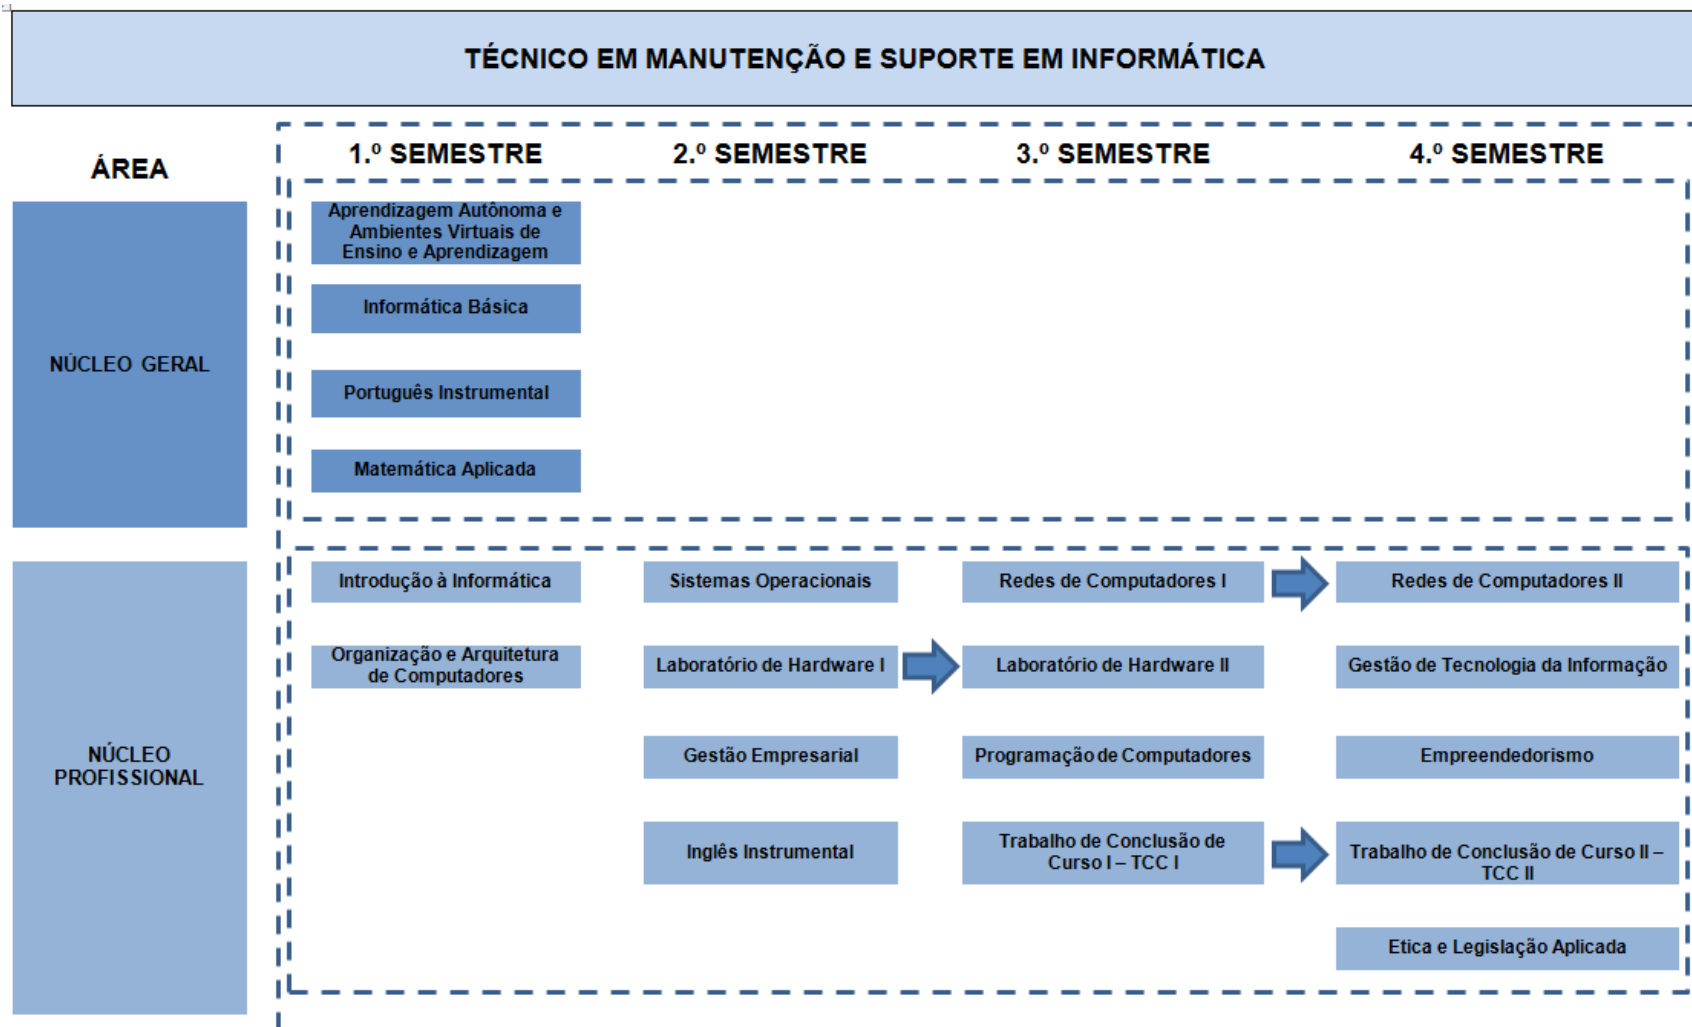 TÉCNICO EM MANUTENÇÃO E SUPORTE EM INFORMÁTICA
ÁREA
1.º SEMESTRE
2.º SEMESTRE
3.º SEMESTRE
4.º SEMESTRE
NÚCLEO GERAL
Aprendizagem Autônoma e
Ambientes Virtuais de
Ensino e Aprendizagem
Informática Básica
Português Instrumental
Matemática Aplicada
NÚCLEO
PROFISSIONAL
Introdução à Informática
Sistemas Operacionais
Redes de Computadores I
Redes de Computadores II
Organização e Arquitetura
de Computadores
Laboratório de Hardware I
Laboratório de Hardware II
Gestão de Tecnologia da Informação
Gestão Empresarial
Programação de Computadores
Empreendedorismo
Inglês Instrumental
Trabalho de Conclusão de
Curso I – TCC I
Trabalho de Conclusão de Curso II –
TCC II
Etica e Legislação Aplicada